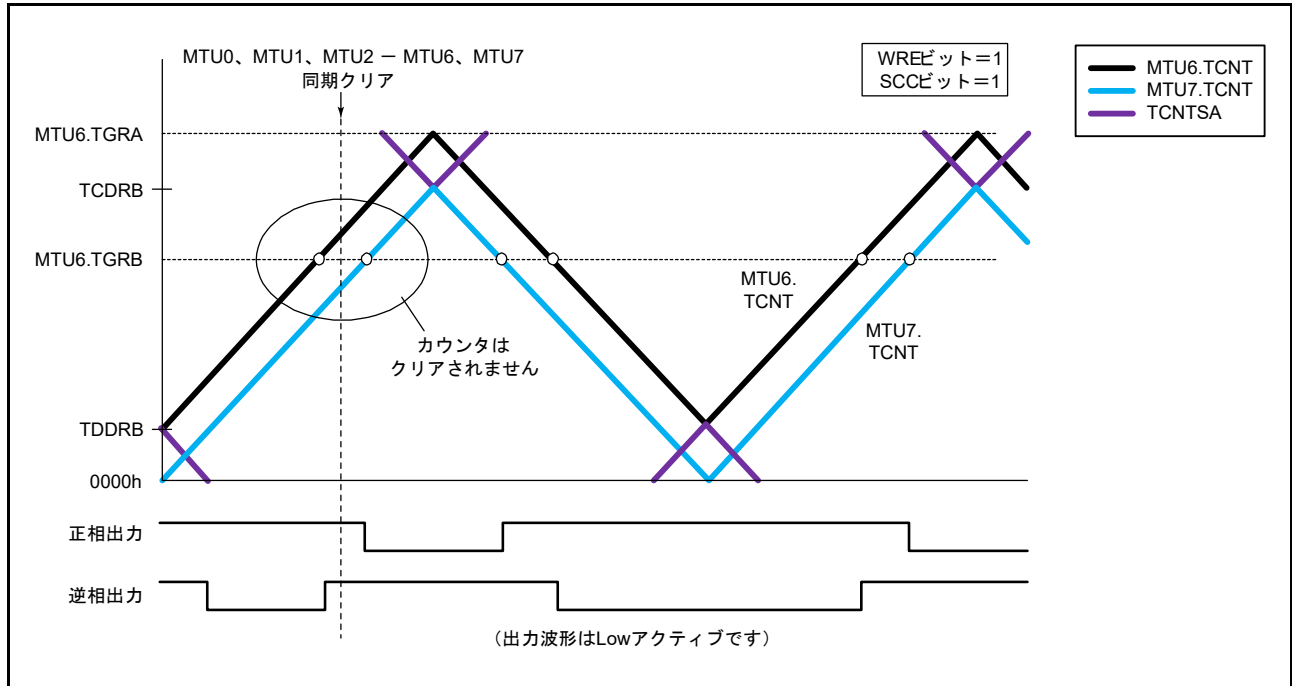 MTU0、MTU1、MTU2 － MTU6、MTU7
同期クリア
WREビット＝1
SCCビット＝1
MTU6.TCNT
MTU7.TCNT
TCNTSA
MTU6.TGRA
TCDRB
MTU6.TGRB
TDDRB
0000h
MTU6.
TCNT
MTU7.
TCNT
カウンタは
クリアされません
正相出力
逆相出力
（出力波形はLowアクティブです）